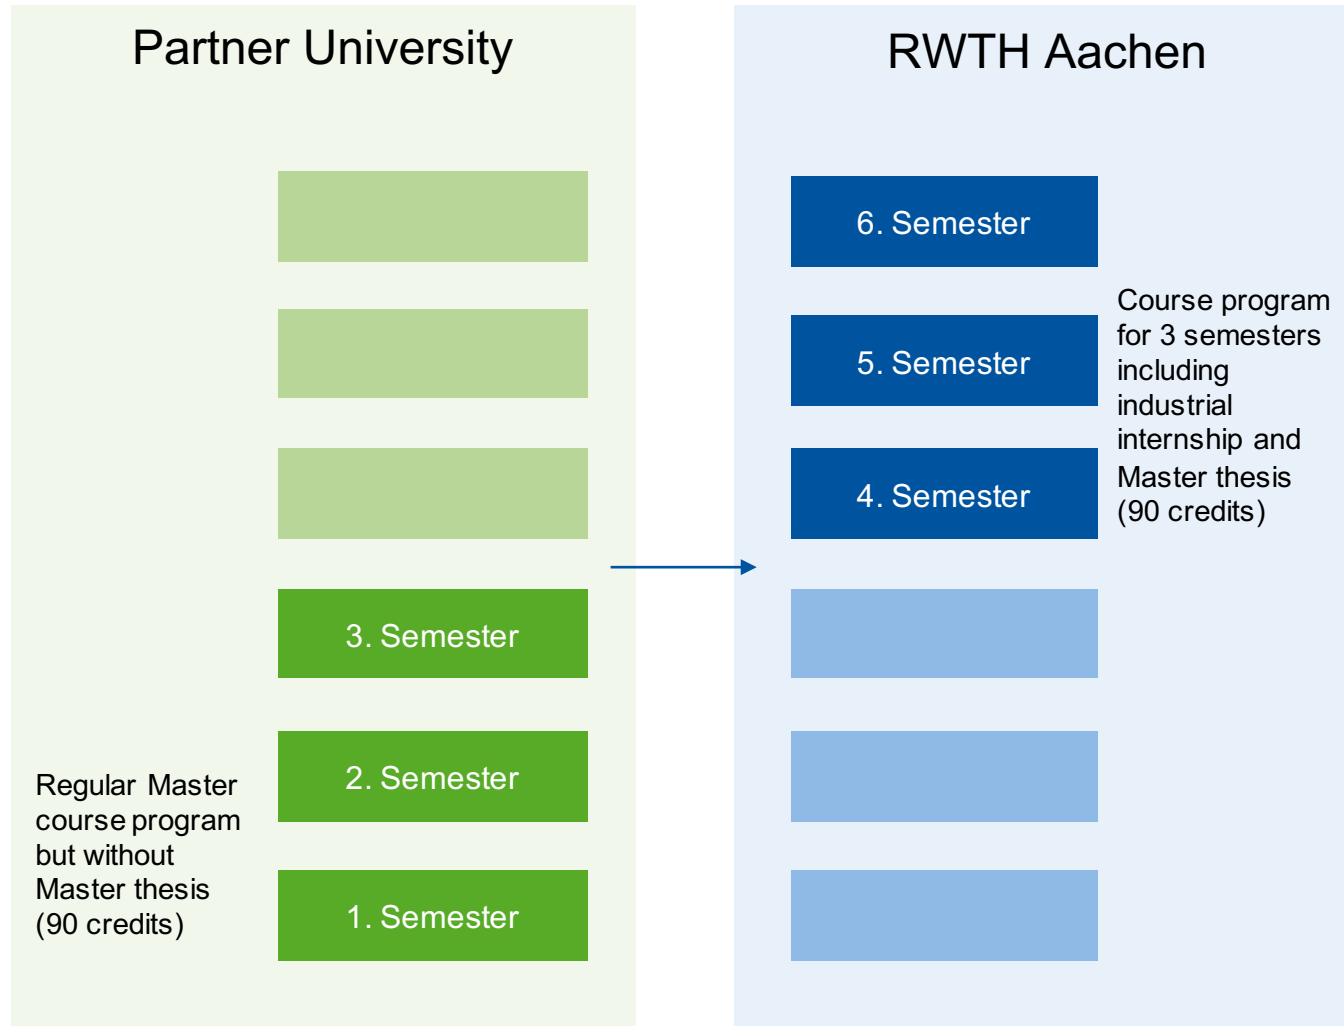 Partner University
3. Semester
2. Semester
1. Semester
Regular Master
course program
but without
Master thesis
(90 credits)
RWTH Aachen
6. Semester
5. Semester
4. Semester
Course program
for 3 semesters
including
industrial
internship and
Master thesis
(90 credits)